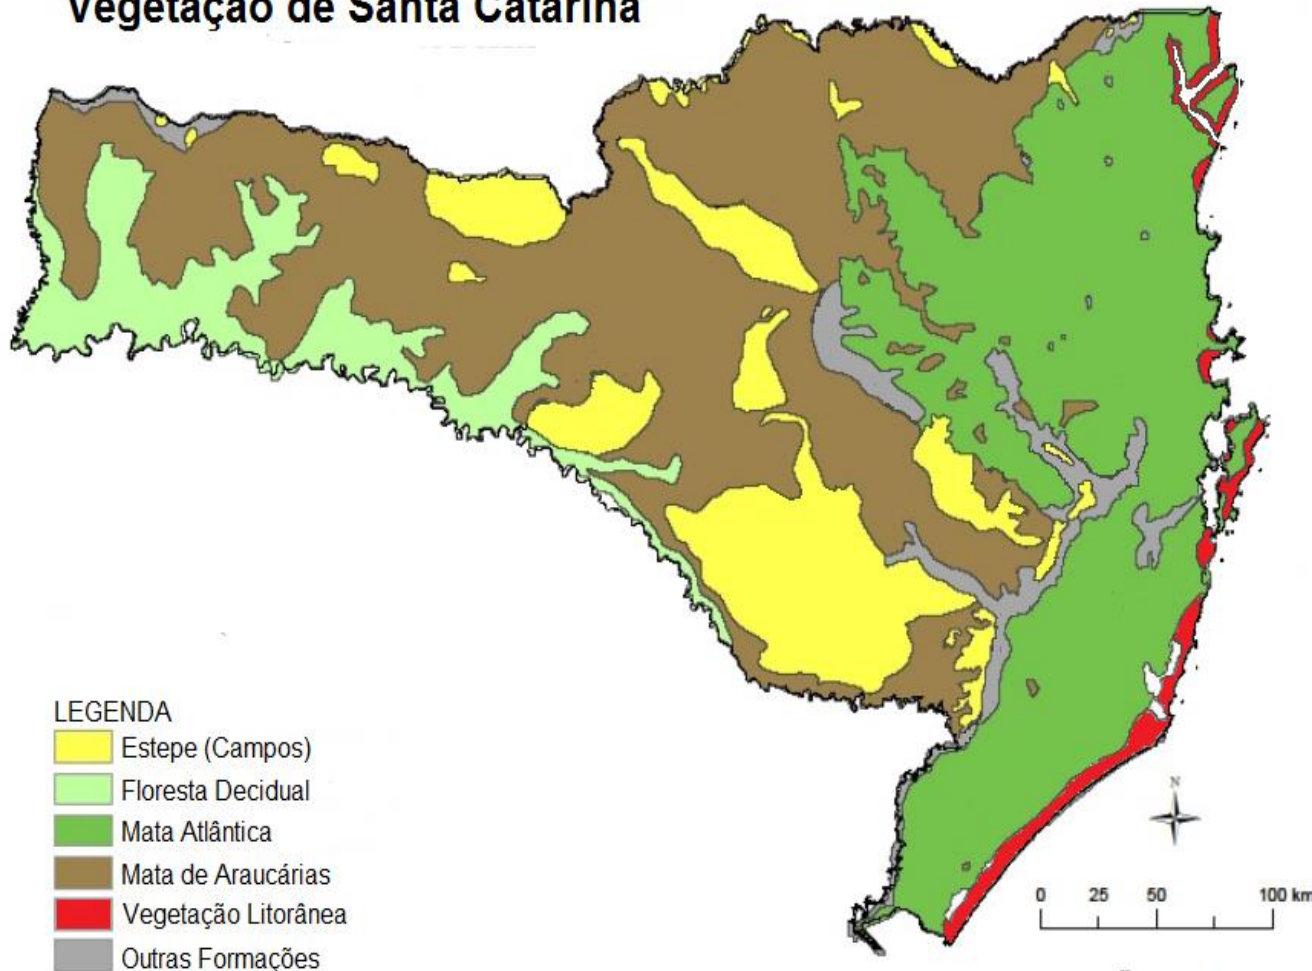 Vegetação de Santa Catarina
N
LEGENDA
Estepe (Campos)
Floresta Decidual
Mata Atlântica
Mata de Araucárias
Vegetação Litorânea
Outras Formações
0 25 50 100 km